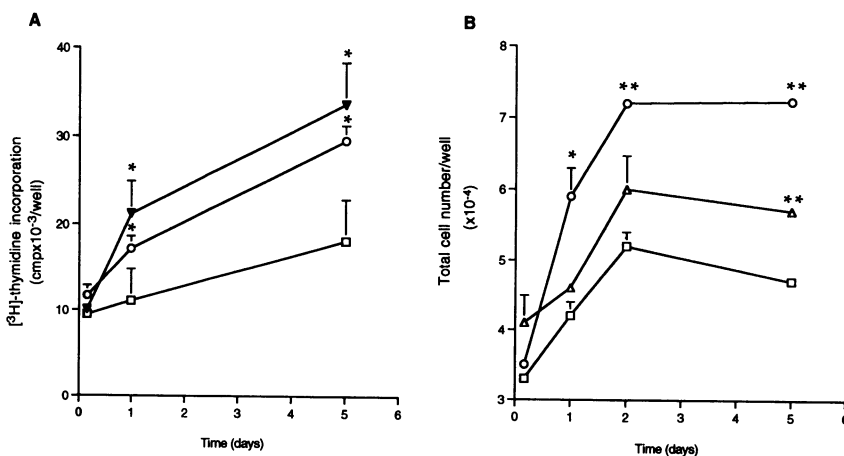 A
[³H]-thymidine incorporation
(cmpx10⁻³/well)
40
30
20
10
0
*
*
*
*
0 1 2 3 4 5 6
Time (days)
B
Total cell number/well
(x10⁻⁴)
8
7
6
5
4
3
*
**
**
**
0 1 2 3 4 5 6
Time (days)